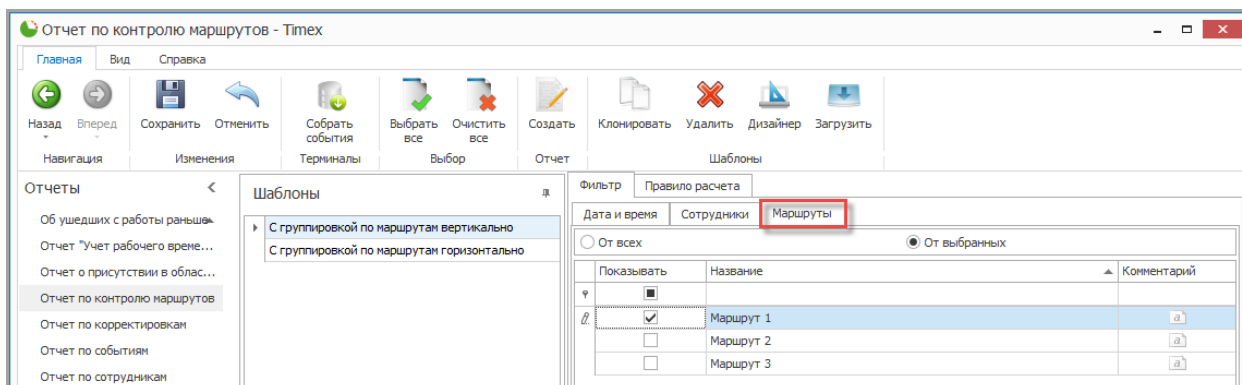 Отчет по контролю маршрутов - Timex
Главная Вид Справка
Назад Вперед Сохранить Отменить Собрать события Выбрать все Очистить все Создать Клонировать Удалить Дизайнер Загрузить
Навигация Изменения Терминалы Выбор Отчет Шаблоны
Отчеты
Об ушедших с работы раньше
Отчет "Учет рабочего време...
Отчет о присутствии в облас...
Отчет по контролю маршрутов
Отчет по корректировкам
Отчет по событиям
Отчет по сотрудникам
Шаблоны
С группировкой по маршрутам вертикально
С группировкой по маршрутам горизонтально
Фильтр Правило расчета
Дата и время Сотрудники Маршруты
От всех От выбранных
Показывать Название Комментарий
Маршрут 1 a
Маршрут 2 a
Маршрут 3 a